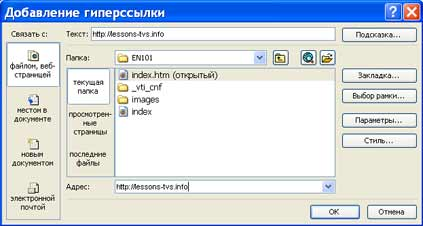 Добавление гиперссылки
Связать с:
Текст: http://lessons-tvs.info
Подсказка...
файлом, веб-
страницей
Папка: EN101
местом в
документе
новым
документом
электронной
почтой
текущая
папка
просмотрен-
ные
страницы
последние
файлы
index.htm (открытый)
_vti_cnf
images
index
Закладка...
Выбор рамки...
Параметры...
Стиль...
Адрес: http://lessons-tvs.info
ОК
Отмена